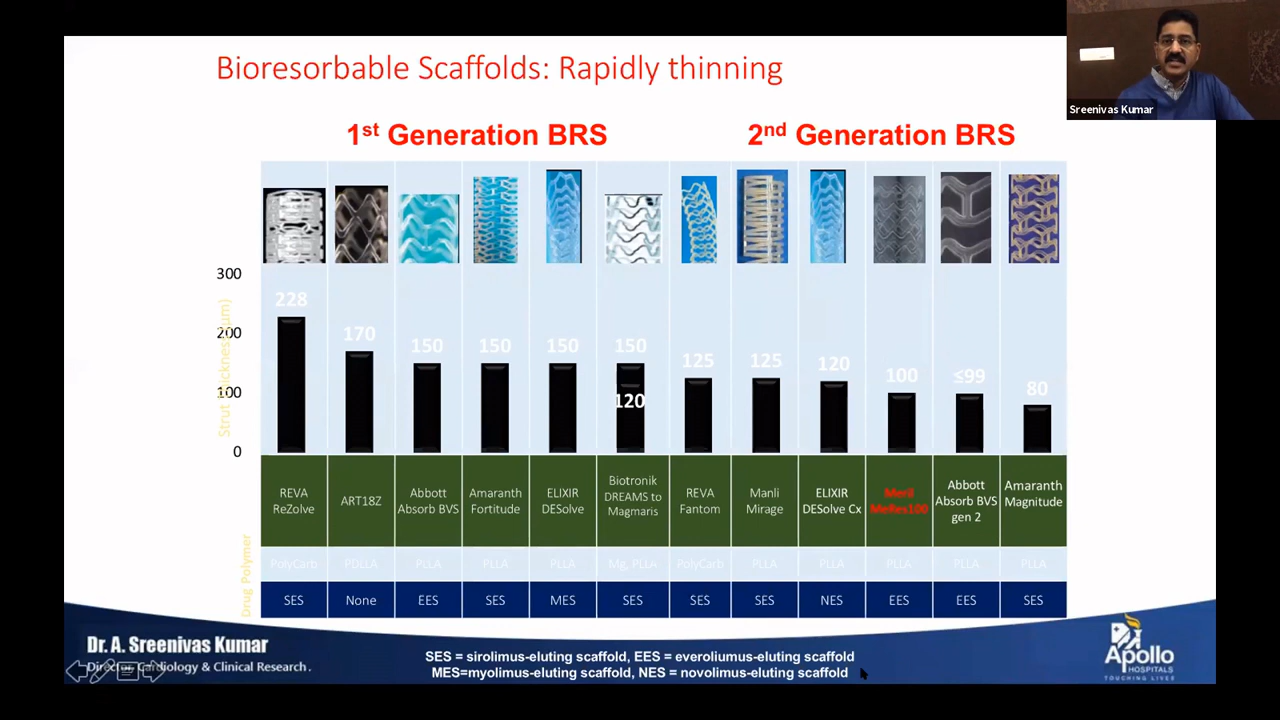 Bioresorbable Scaffolds: Rapidly thinning
Sreenivas Kumar
1st Generation BRS
2nd Generation BRS
300
200
100
0
Strut thickness (um)
228
170
150
150
150
150
120
125
125
120
100
≤99
80
REVA
ReZolve
ART18Z
Abbott
Absorb BVS
Amaranth
Fortitude
ELIXIR
DESolve
Biotronik
DREAMS to
Magmaris
REVA
Fantom
Manli
Mirage
ELIXIR
DESolve Cx
Meril
MeRes100
Abbott
Absorb BVS
gen 2
Amaranth
Magnitude
Drug Polymer
PolyCarb
PDLLA
PLLA
PLLA
PLLA
Mg, PLLA
PolyCarb
PLLA
PLLA
PLLA
PLLA
PLLA
SES
None
EES
SES
MES
SES
SES
SES
NES
EES
EES
SES
Dr. A. Sreenivas Kumar
Director Cardiology & Clinical Research .
SES = sirolimus-eluting scaffold, EES = everoliumus-eluting scaffold
MES=myolimus-eluting scaffold, NES = novolimus-eluting scaffold
Apollo
HOSPITALS
TOUCHING LIVES